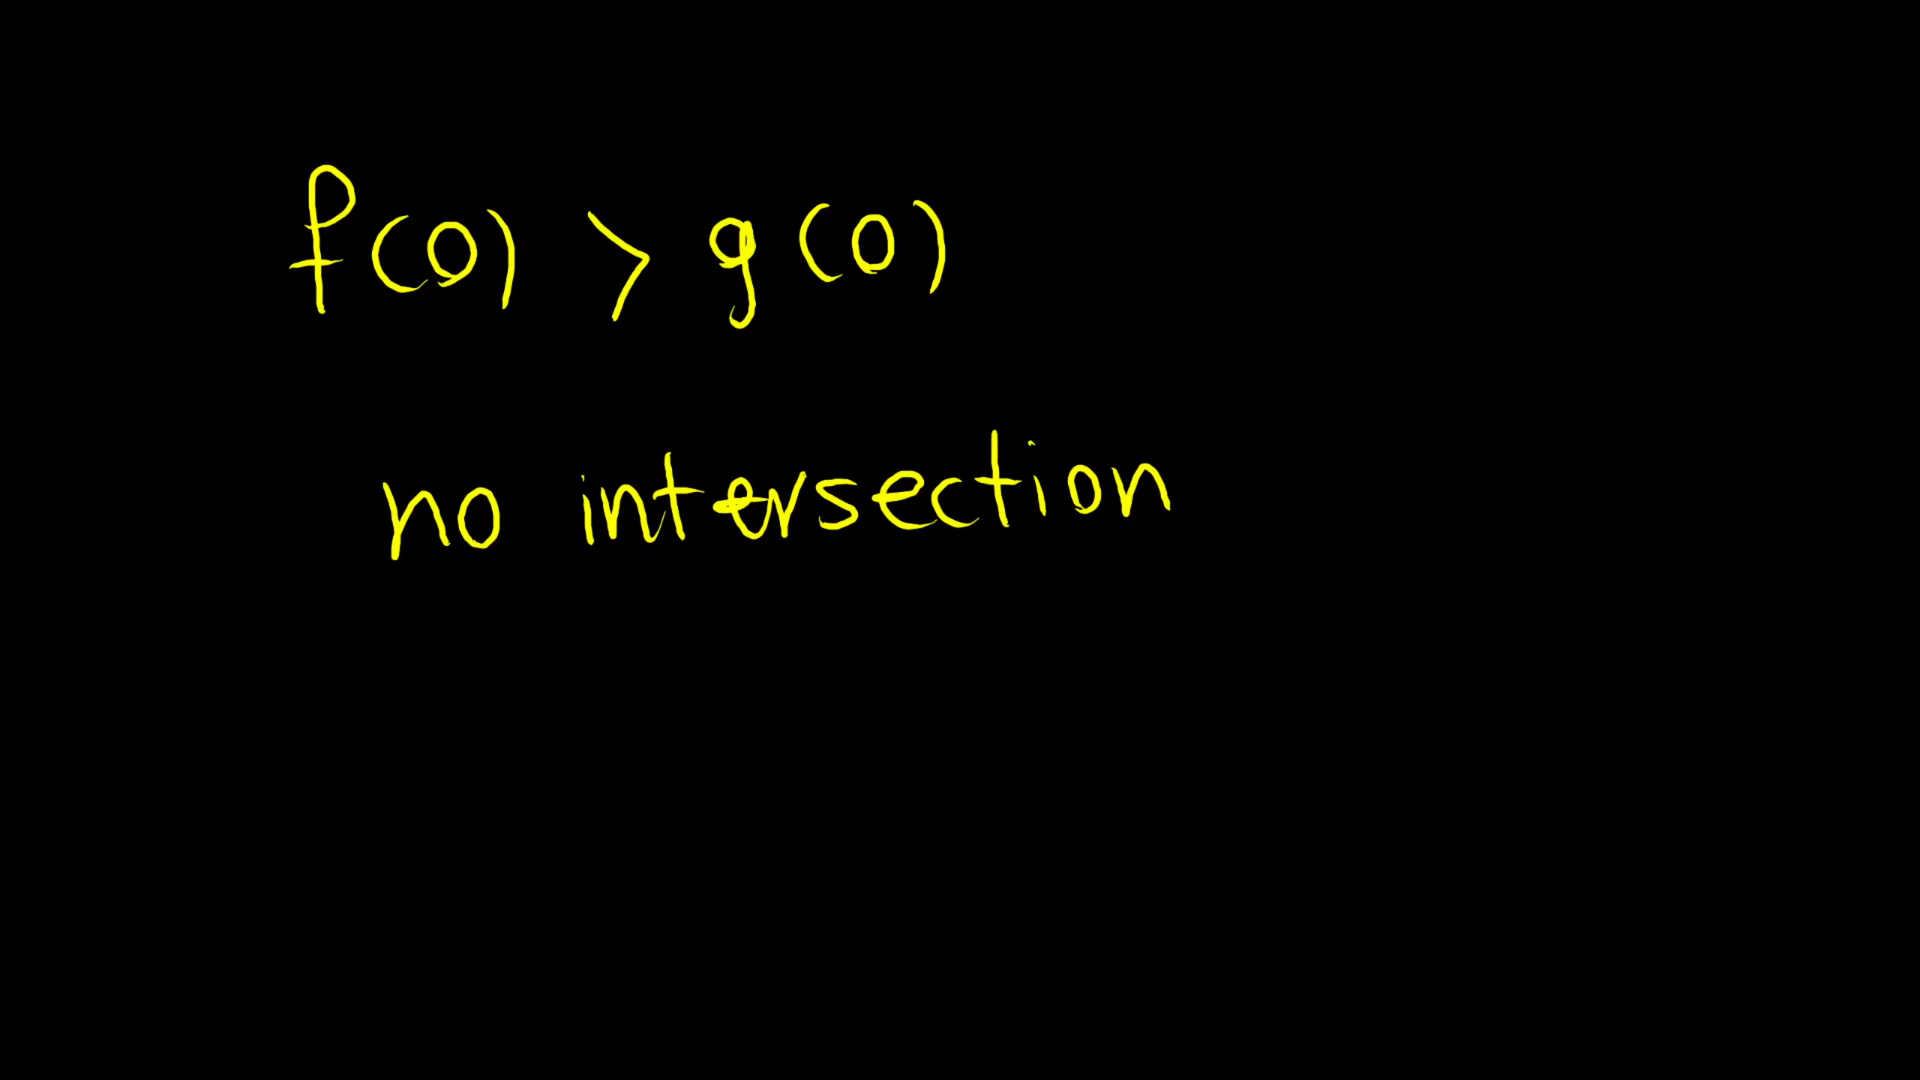 f(0) > g(0)
no intersection